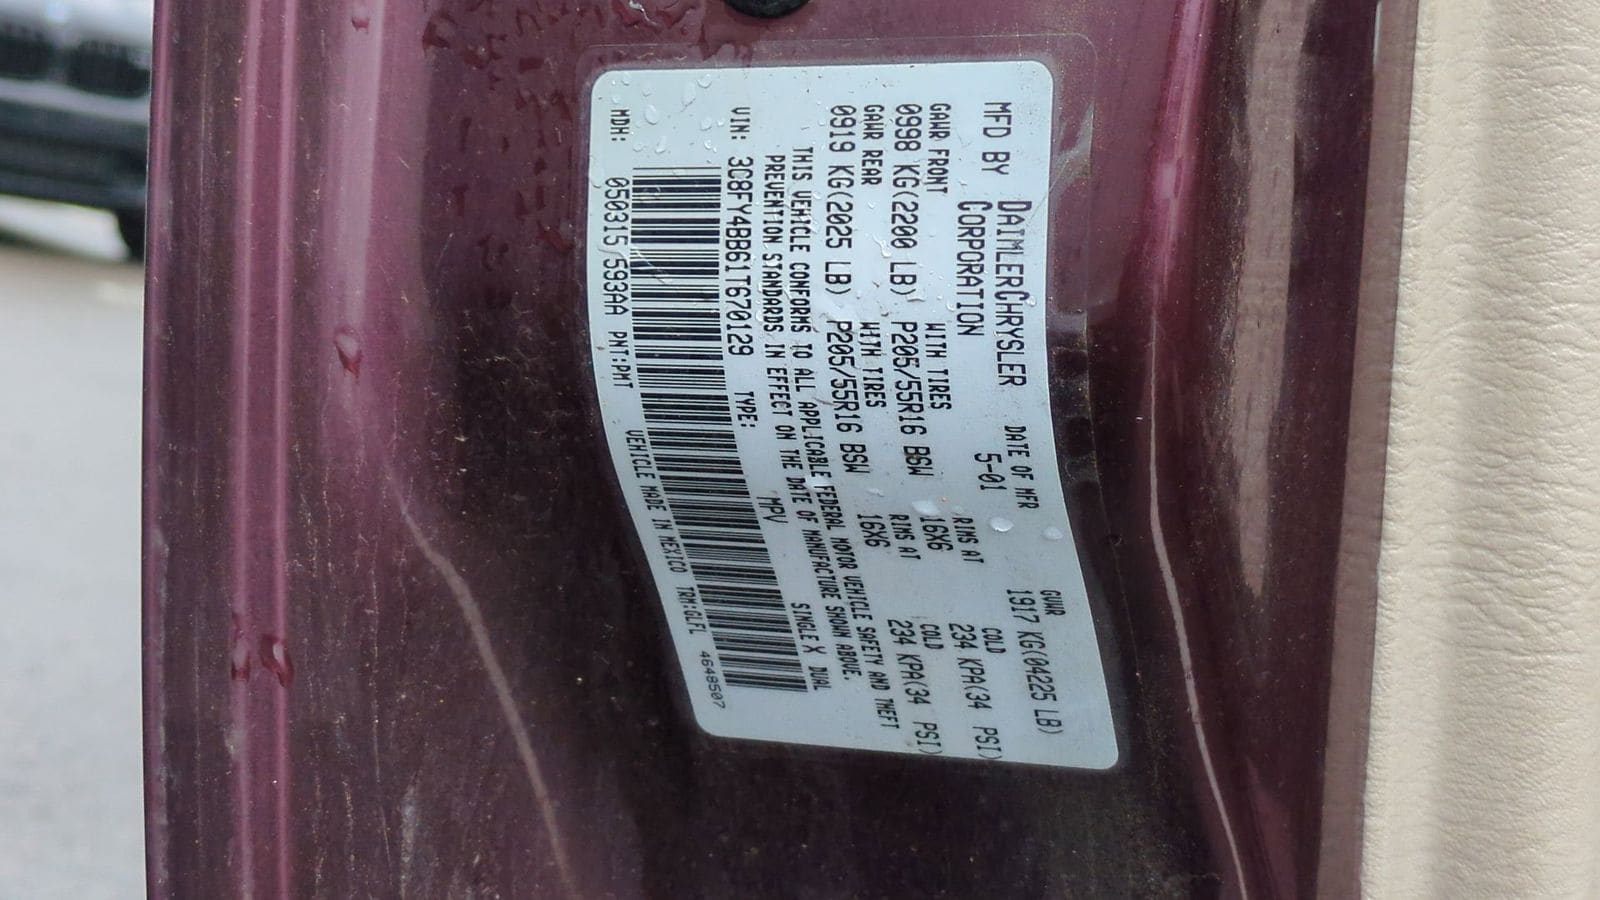 MFD BY DAIMLERCHRYSLER CORPORATION DATE OF MFR 5-01 GVWR 1917 KG(04225 LB)
GAWR FRONT WITH TIRES RIMS AT COLD
0998 KG(2200 LB) P205/55R16 BSW 16X6 234 KPA(34 PSI)
GAWR REAR WITH TIRES RIMS AT COLD
0919 KG(2025 LB) P205/55R16 BSW 16X6 234 KPA(34 PSI)
THIS VEHICLE CONFORMS TO ALL APPLICABLE FEDERAL MOTOR VEHICLE SAFETY AND THEFT
PREVENTION STANDARDS IN EFFECT ON THE DATE OF MANUFACTURE SHOWN ABOVE.
VIN: 3C8FY4BB61T670129 TYPE: MPV SINGLE X DUAL
MDH: 050315 593AA PNT:PMT VEHICLE MADE IN MEXICO TRM:GLFL 4648507